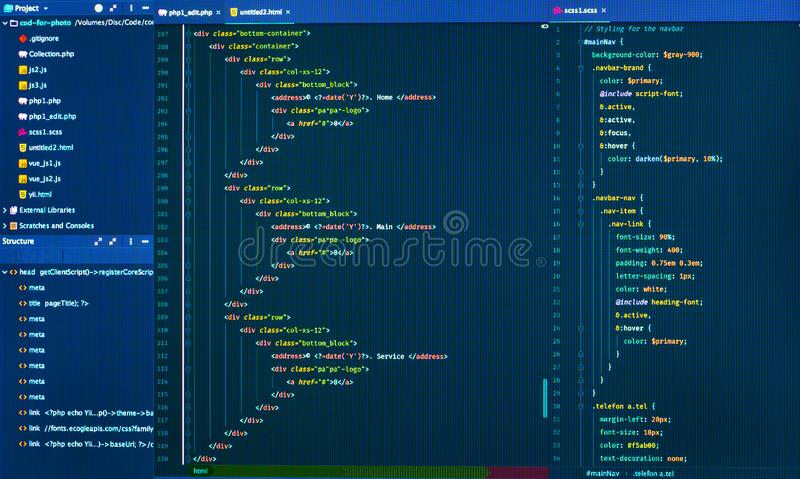 Project
cod-for-photo /Volumes/Disc/Code/cod
.gitignore
Collection.php
js2.js
js3.js
php1.php
php1_edit.php
scss1.scss
untitled2.html
vue_js1.js
vue_js2.js
yii.html
External Libraries
Scratches and Consoles
Structure
head getClientScript()->registerCoreScrip
meta
title pageTitle); ?>
meta
meta
meta
meta
meta
meta
link <?php echo Yii...p()->theme->ba
link //fonts.ecogleapis.com/css?family
link <?php echo Yii...)->baseUrl; ?>/c
php1_edit.php
untitled2.html
287 <div class="bottom-container">
288 <div class="container">
289 <div class="row">
290 <div class="col-xs-12">
291 <div class="bottom_block">
292 <address>© <?=date('Y')?>. Home </address>
293 <div class="pa"pa"-logo">
294 <a href="#">@</a>
295 </div>
296 </div>
297 </div>
298 </div>
299 <div class="row">
300 <div class="col-xs-12">
301 <div class="bottom_block">
302 <address>© <?=date('Y')?>. Main </address>
303 <div class="pa"pa"-logo">
304 <a href="#">@</a>
305 </div>
306 </div>
307 </div>
308 </div>
309 <div class="row">
310 <div class="col-xs-12">
311 <div class="bottom_block">
312 <address>© <?=date('Y')?>. Service </address>
313 <div class="pa"pa"-logo">
314 <a href="#">@</a>
315 </div>
316 </div>
317 </div>
318 </div>
319 </div>
320 </div>
html
scss1.scss
1 // Styling for the navbar
2 #mainNav {
3 background-color: $gray-900;
4 .navbar-brand {
5 color: $primary;
6 @include script-font;
7 &.active,
8 &:active,
9 &:focus,
10 &:hover {
11 color: darken($primary, 10%);
12 }
13 }
14 .navbar-nav {
15 .nav-item {
16 .nav-link {
17 font-size: 90%;
18 font-weight: 400;
19 padding: 0.75em 0.3em;
20 letter-spacing: 1px;
21 color: white;
22 @include heading-font;
23 &.active,
24 &:hover {
25 color: $primary;
26 }
27 }
28 }
29 }
30 .telefon a.tel {
31 margin-left: 20px;
32 font-size: 18px;
33 color: #f5ab00;
34 text-decoration: none;
#mainNav .telefon a.tel
dreamstime